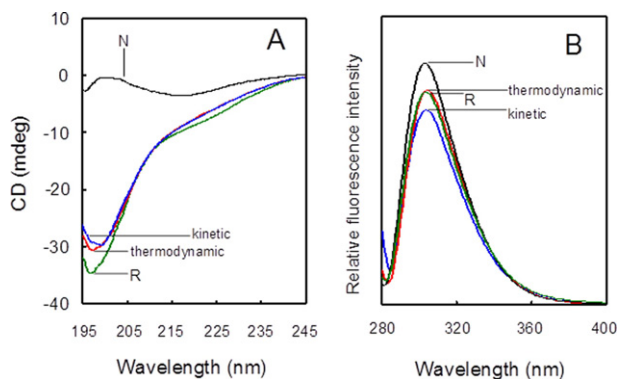 A
N
10
0
-10
-20
-30
-40
CD (mdeg)
kinetic
thermodynamic
R
195 205 215 225 235 245
Wavelength (nm)
B
N
thermodynamic
R
kinetic
Relative fluorescence intensity
280 320 360 400
Wavelength (nm)